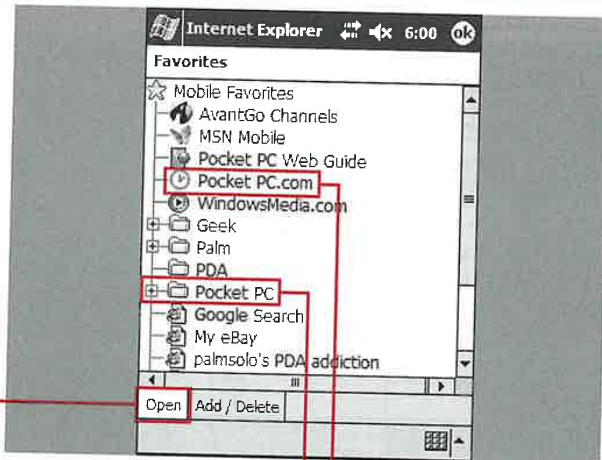 Internet Explorer 6:00 ok
Favorites
Mobile Favorites
AvantGo Channels
MSN Mobile
Pocket PC Web Guide
Pocket PC.com
WindowsMedia.com
Geek
Palm
PDA
Pocket PC
Google Search
My eBay
palmsolo's PDA addiction
Open Add / Delete